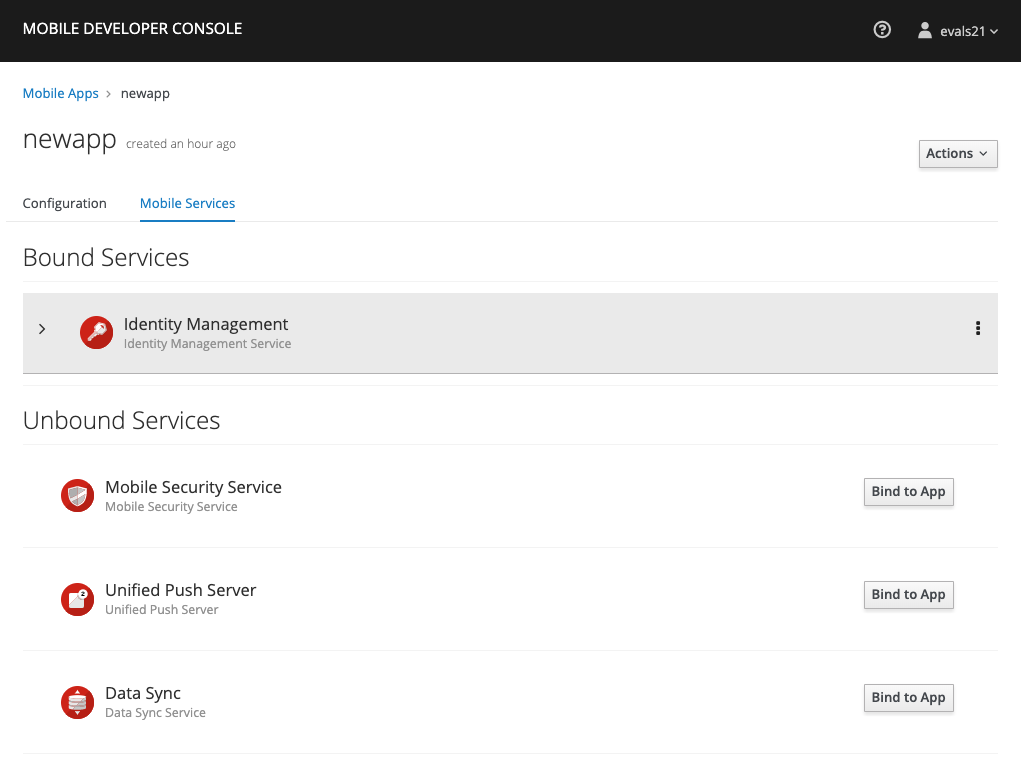 MOBILE DEVELOPER CONSOLE
evals21
Mobile Apps > newapp
newapp created an hour ago
Actions
Configuration Mobile Services
Bound Services
Identity Management
Identity Management Service
Unbound Services
Mobile Security Service
Mobile Security Service
Bind to App
Unified Push Server
Unified Push Server
Bind to App
Data Sync
Data Sync Service
Bind to App